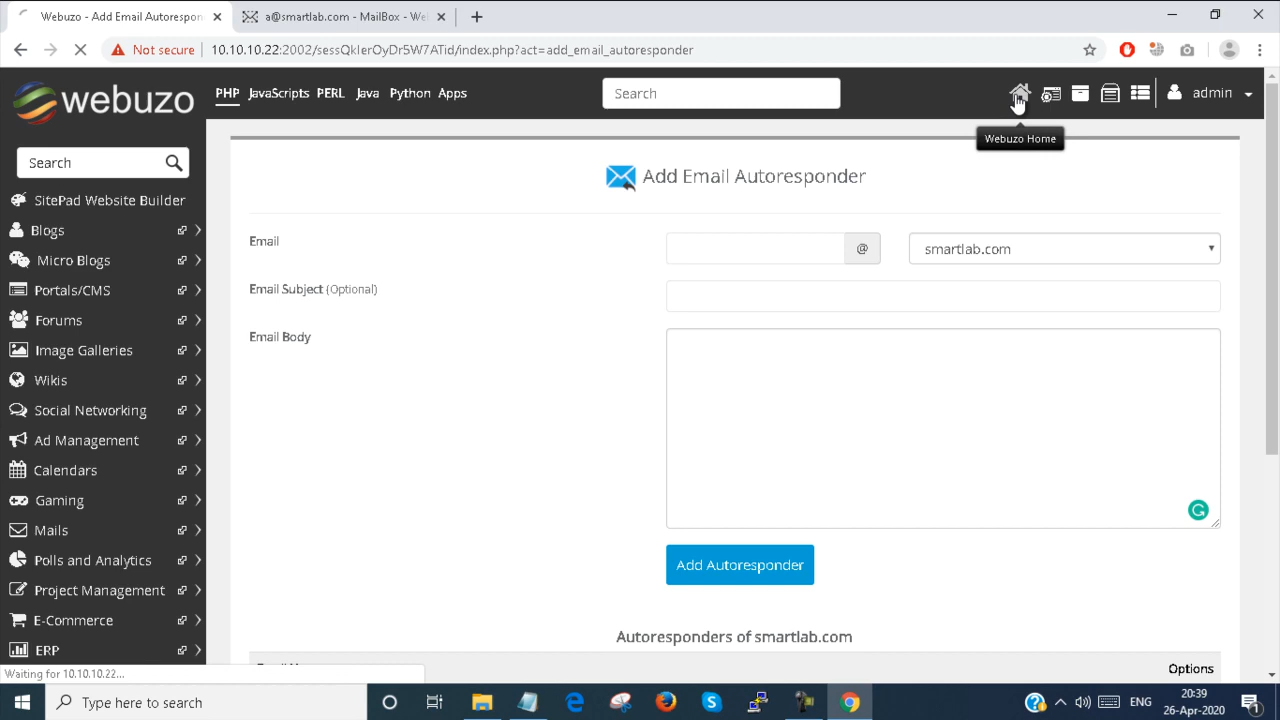 Webuzo - Add Email Autorespon
a@smartlab.com - MailBox - We
Not secure
10.10.10.22:2002/sessQkIerOyDr5W7ATid/index.php?act=add_email_autoresponder
webuzo
PHP JavaScripts PERL Java Python Apps
Search
admin
Webuzo Home
Search
SitePad Website Builder
Blogs
Micro Blogs
Portals/CMS
Forums
Image Galleries
Wikis
Social Networking
Ad Management
Calendars
Gaming
Mails
Polls and Analytics
Project Management
E-Commerce
ERP
Add Email Autoresponder
Email
@
smartlab.com
Email Subject (Optional)
Email Body
Add Autoresponder
Autoresponders of smartlab.com
Options
Waiting for 10.10.10.22...
Type here to search
ENG
20:39
26-Apr-2020